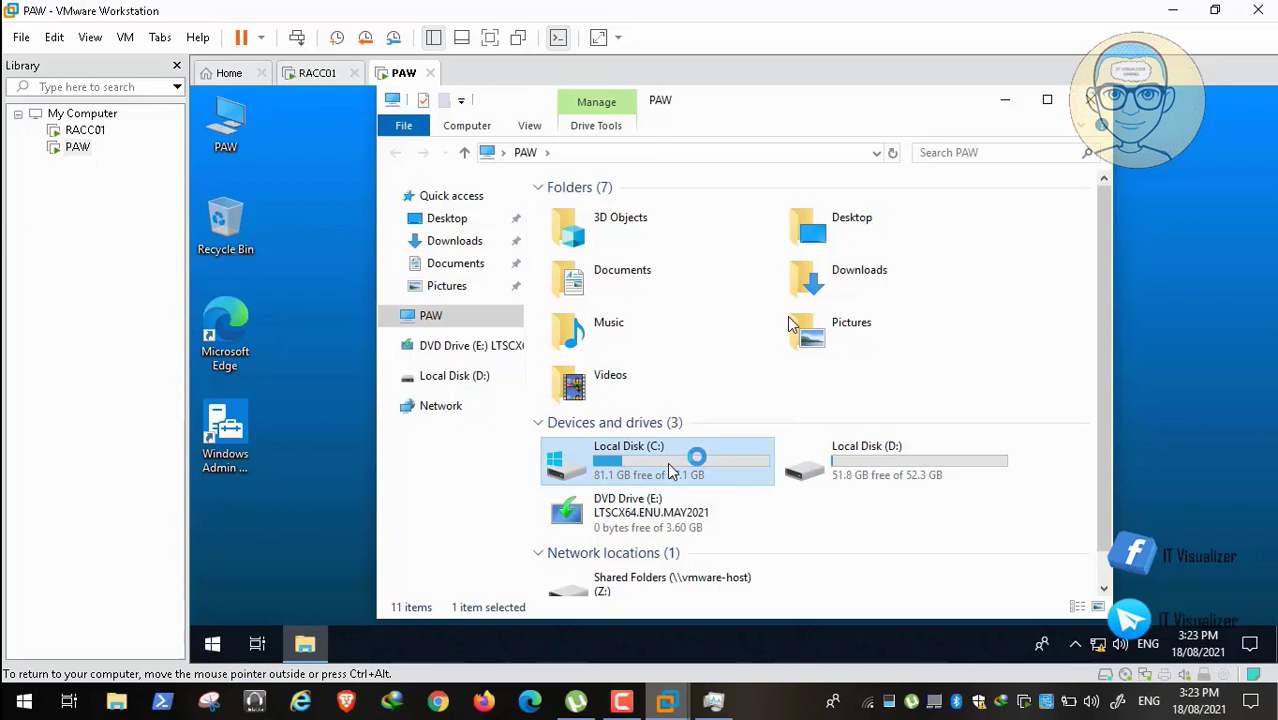 PAW - VMware Workstation
File Edit View VM Tabs Help
Library
Type here to search
My Computer
RACC01
PAW
Home
RACC01
PAW
PAW
Recycle Bin
Microsoft
Edge
Windows
Admin ...
Manage
PAW
File
Computer
View
Drive Tools
PAW
Search PAW
Quick access
Desktop
Downloads
Documents
Pictures
PAW
DVD Drive (E:) LTSCX6
Local Disk (D:)
Network
Folders (7)
3D Objects
Desktop
Documents
Downloads
Music
Pictures
Videos
Devices and drives (3)
Local Disk (C:)
81.1 GB free of
GB
Local Disk (D:)
51.8 GB free of 52.3 GB
DVD Drive (E:)
LTSCX64.ENU.MAY2021
0 bytes free of 3.60 GB
Network locations (1)
Shared Folders (\\vmware-host)
(Z:)
11 items
1 item selected
IT Visualizer
IT Visualizer
ENG
3:23 PM
18/08/2021
To return to your computer, move the mouse pointer outside or press Ctrl+Alt.
ENG
3:23 PM
18/08/2021